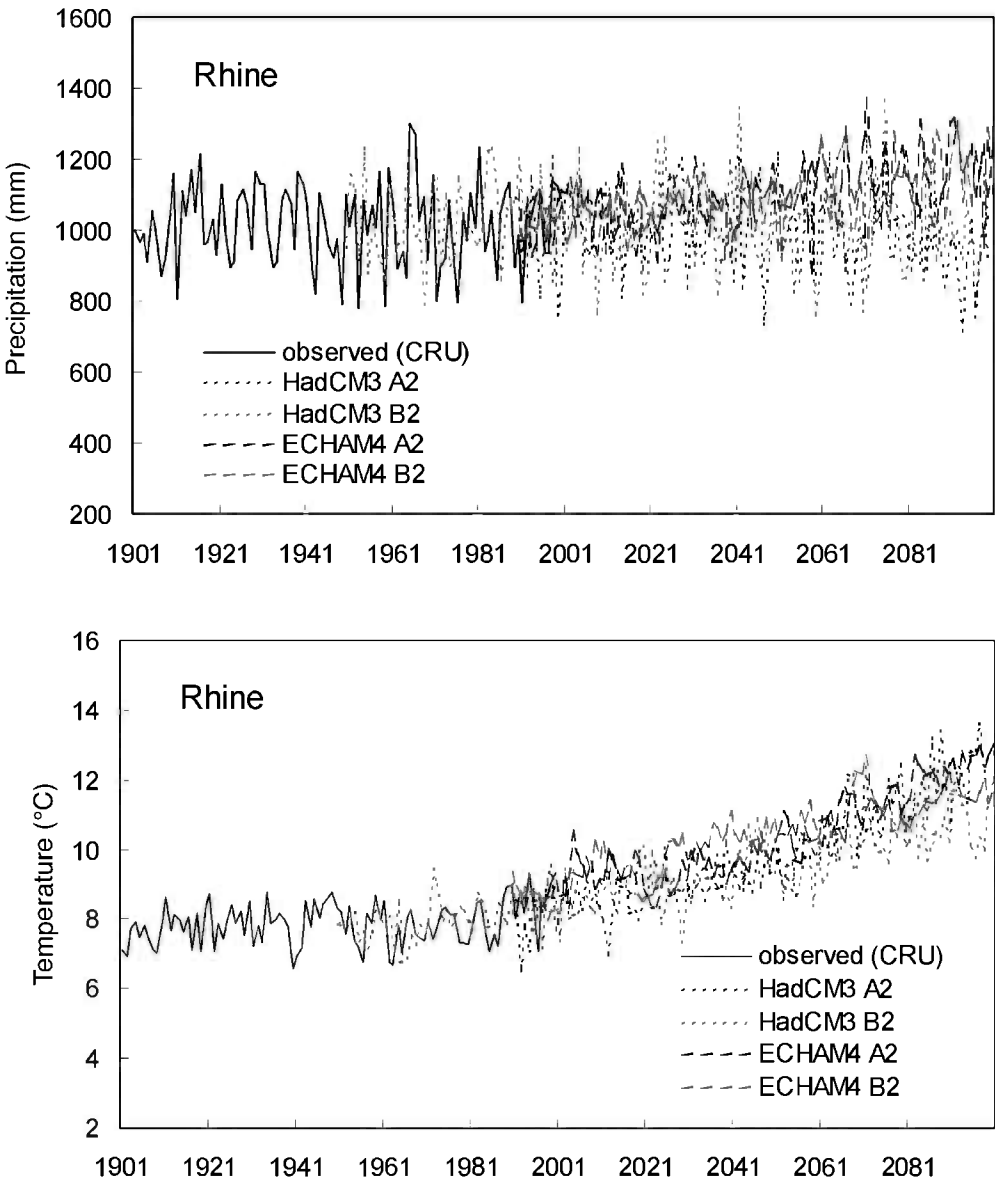 1600
1400
Rhine
1200
1000
800
Precipitation (mm)
observed (CRU)
600
HadCM3 A2
HadCM3 B2
400
ECHAM4 A2
ECHAM4 B2
200
1901 1921 1941 1961 1981 2001 2021 2041 2061 2081
16
Rhine
14
12
10
Temperature (°C)
8
observed (CRU)
6
HadCM3 A2
HadCM3 B2
4
ECHAM4 A2
ECHAM4 B2
2
1901 1921 1941 1961 1981 2001 2021 2041 2061 2081